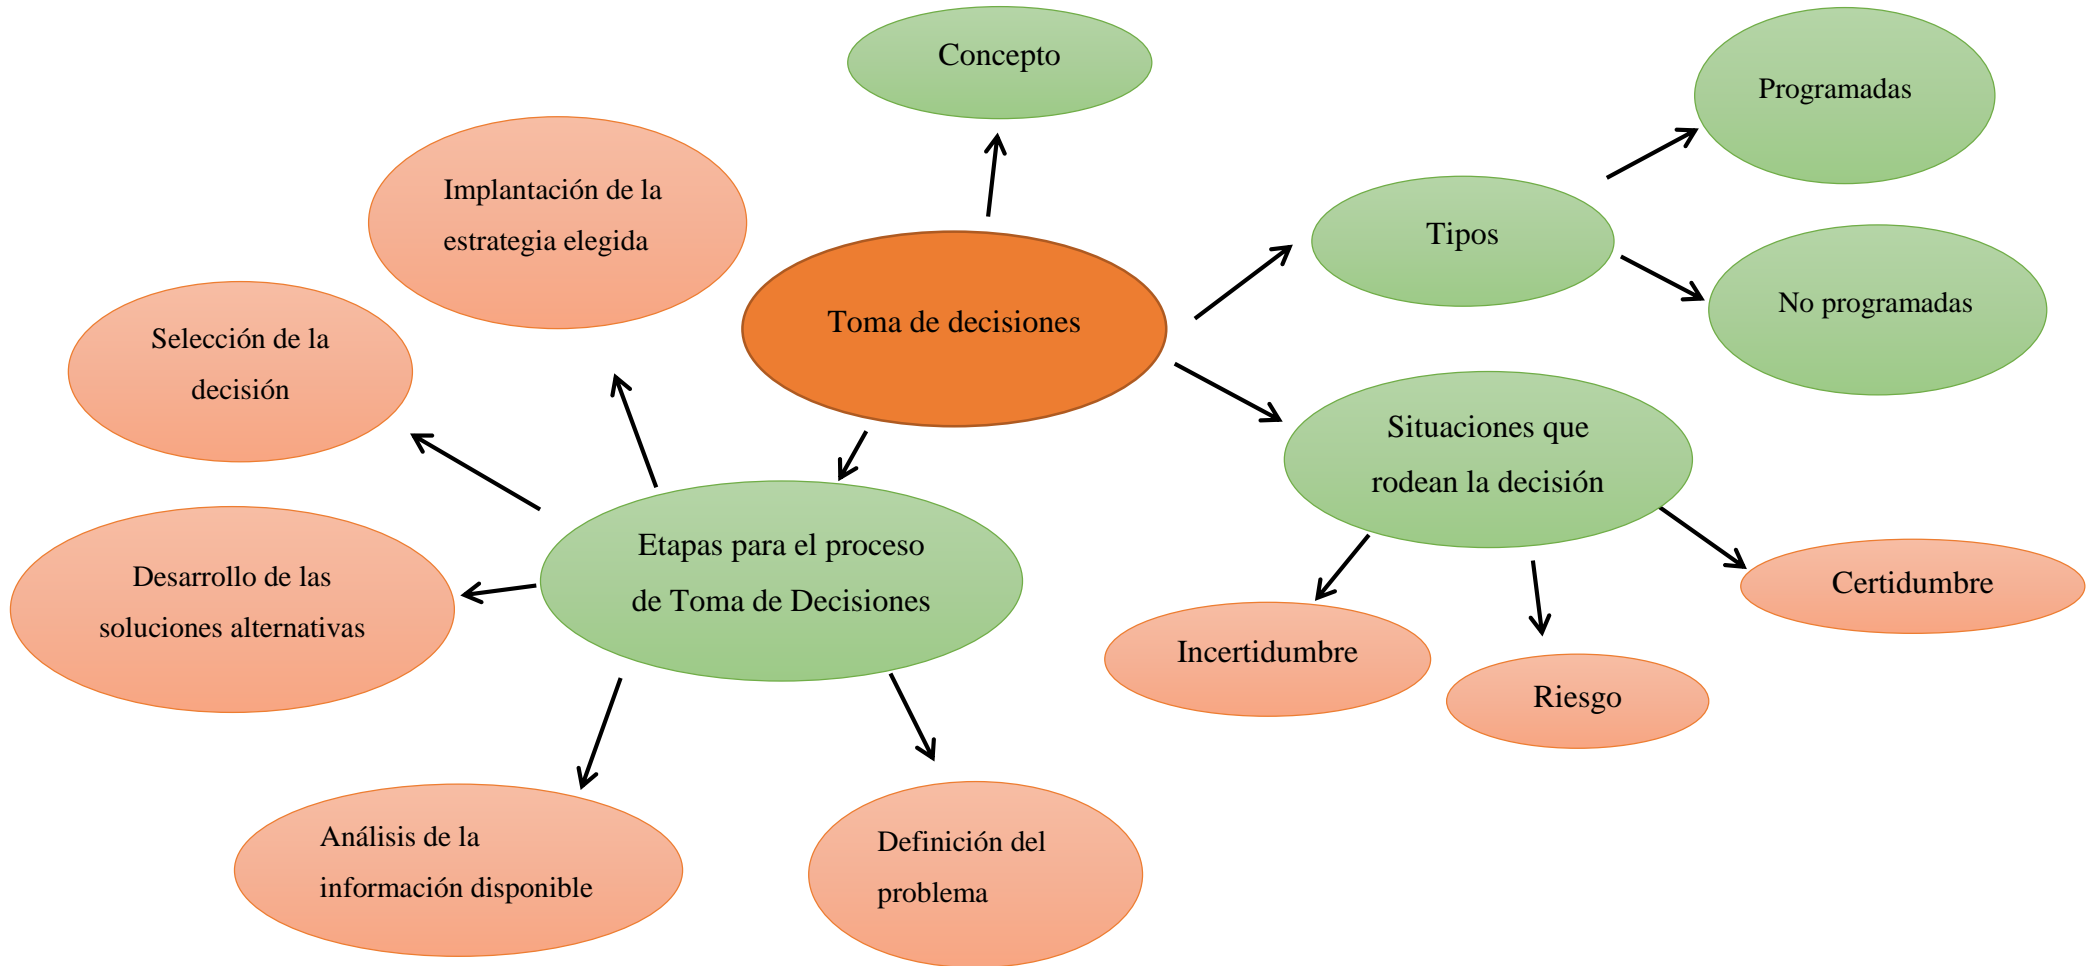 Concepto
Programadas
Implantación de la
estrategia elegida
Tipos
No programadas
Toma de decisiones
Selección de la
decisión
Situaciones que
rodean la decisión
Etapas para el proceso
de Toma de Decisiones
Desarrollo de las
soluciones alternativas
Certidumbre
Incertidumbre
Riesgo
Análisis de la
información disponible
Definición del
problema